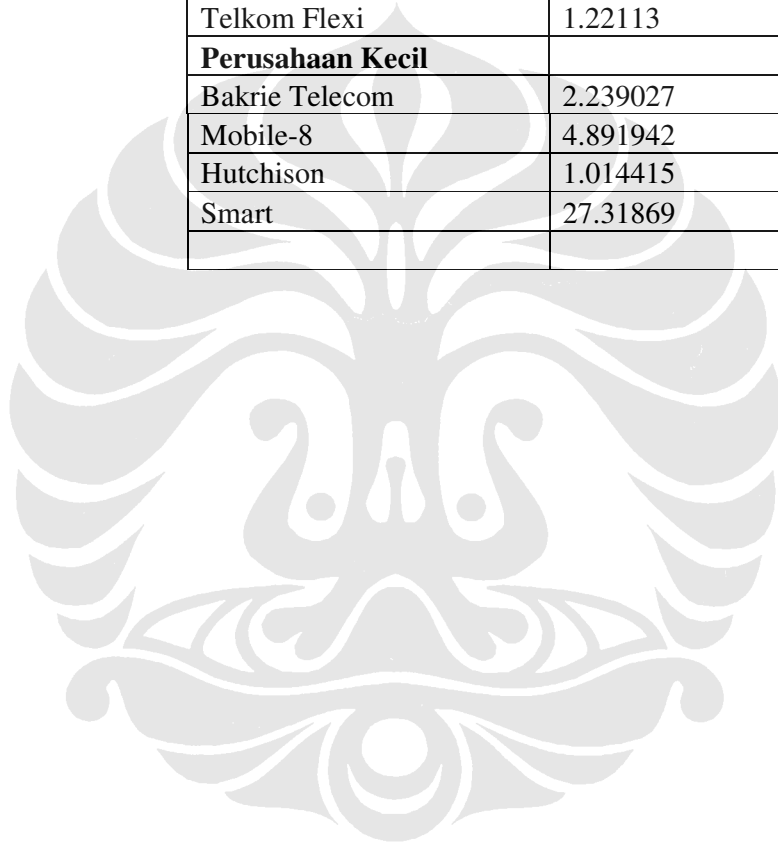 Telkom Flexi 1.22113
Perusahaan Kecil
Bakrie Telecom 2.239027
Mobile-8 4.891942
Hutchison 1.014415
Smart 27.31869